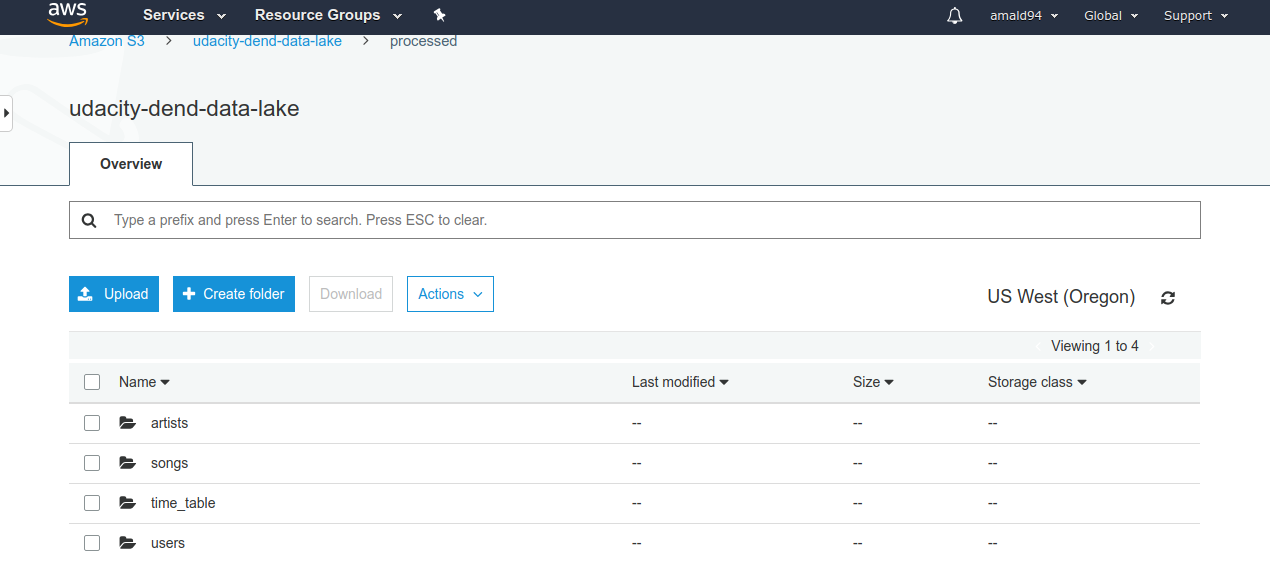 aws Services Resource Groups amald94 Global Support
Amazon S3 > udacity-dend-data-lake > processed
udacity-dend-data-lake
Overview
Type a prefix and press Enter to search. Press ESC to clear.
Upload Create folder Download Actions US West (Oregon)
Viewing 1 to 4
Name Last modified Size Storage class
artists -- -- --
songs -- -- --
time_table -- -- --
users -- -- --